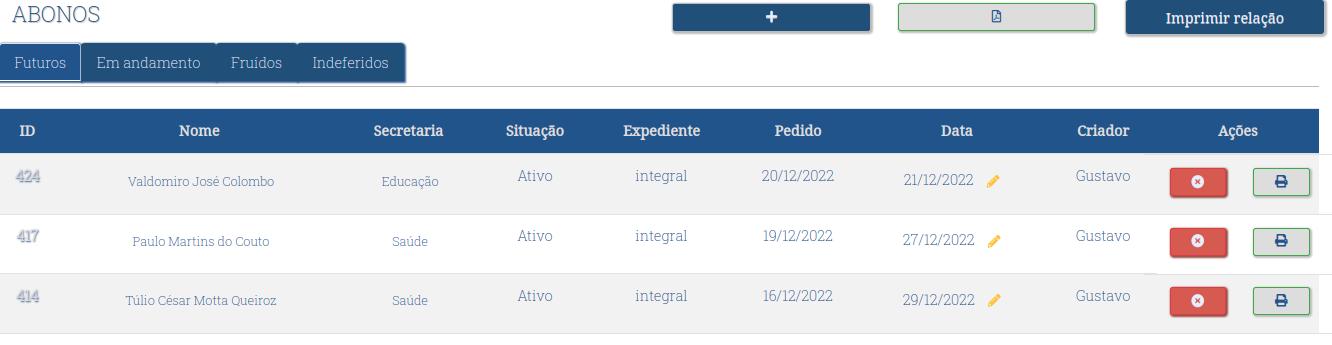 ABONOS
Imprimir relação
Futuros Em andamento Fruídos Indeferidos
ID Nome Secretaria Situação Expediente Pedido Data Criador Ações
424 Valdomiro José Colombo Educação Ativo integral 20/12/2022 21/12/2022 Gustavo
417 Paulo Martins do Couto Saúde Ativo integral 19/12/2022 27/12/2022 Gustavo
414 Túlio César Motta Queiroz Saúde Ativo integral 16/12/2022 29/12/2022 Gustavo